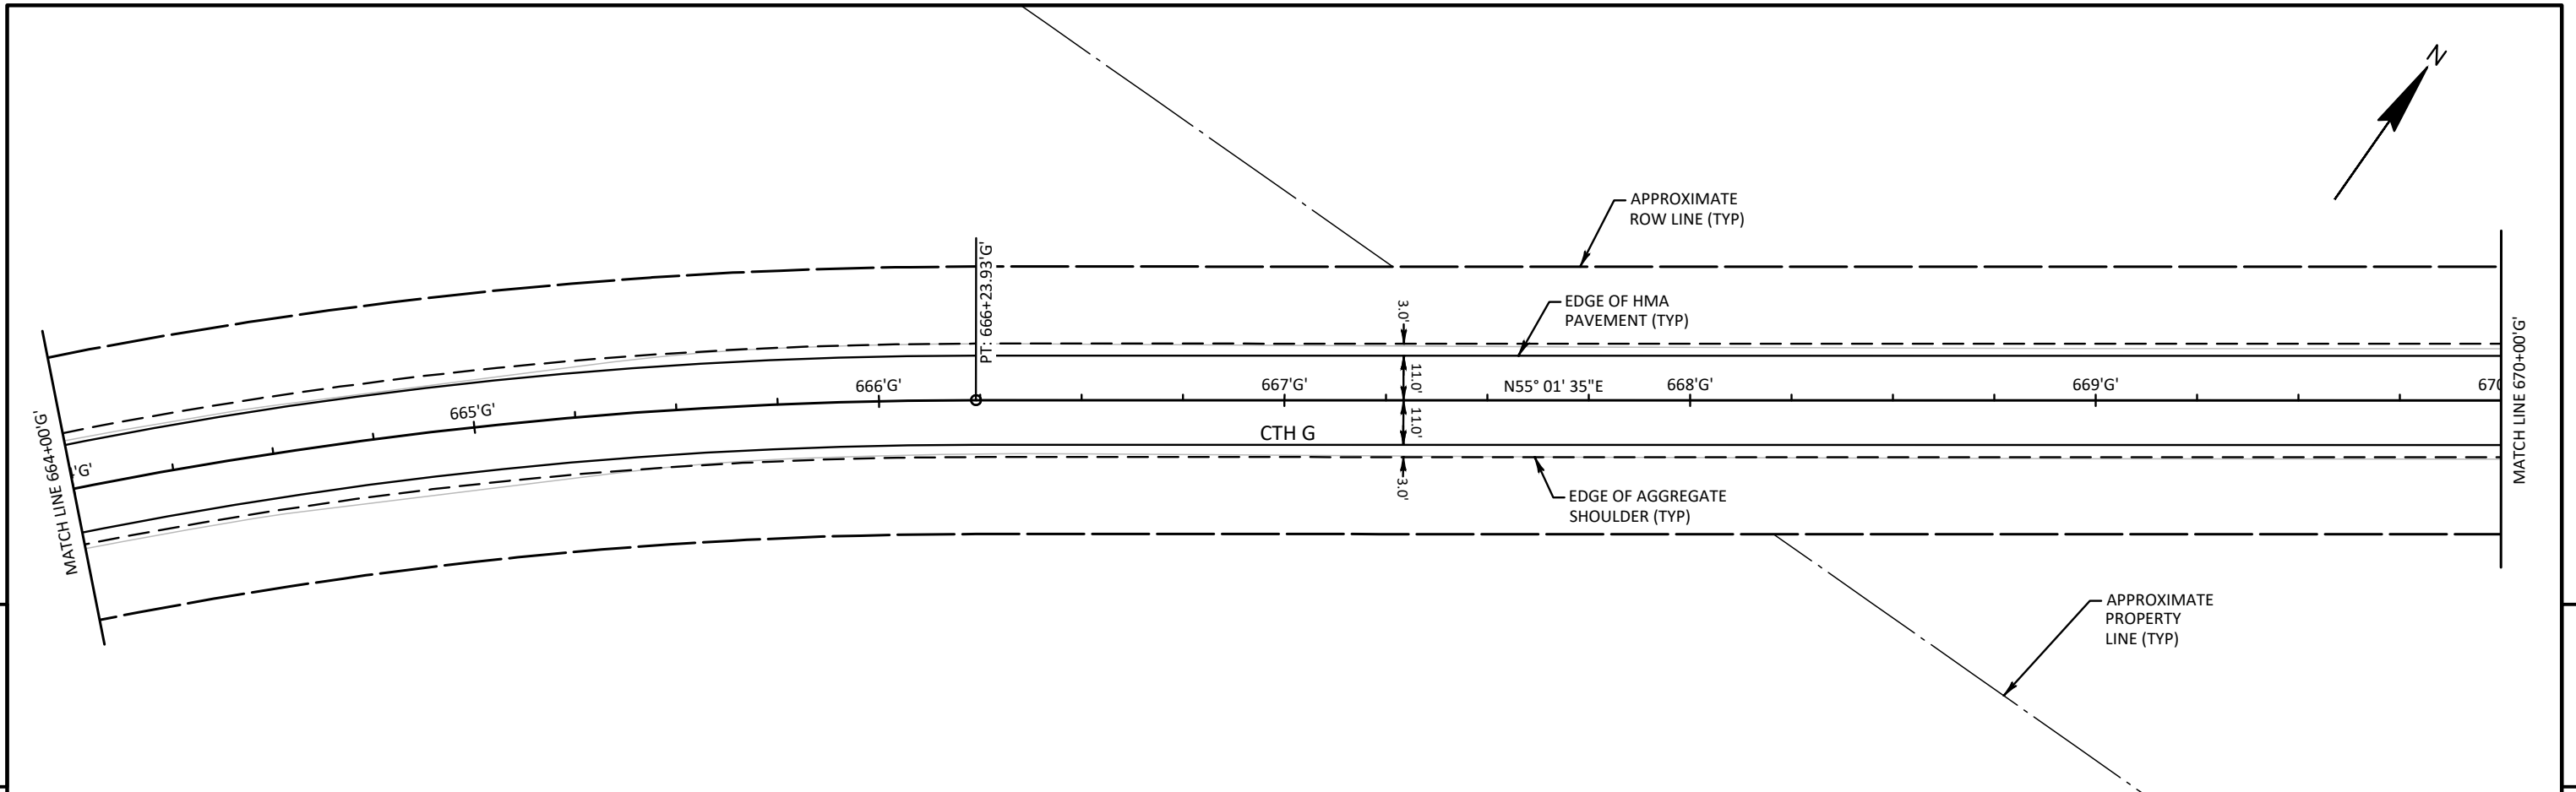 N
APPROXIMATE
ROW LINE (TYP)
PT: 666+23.93'G'
3.0'
EDGE OF HMA
PAVEMENT (TYP)
MATCH LINE 664+00'G'
'G'
665'G'
666'G'
667'G'
11.0'
N55° 01' 35"E
668'G'
669'G'
670
MATCH LINE 670+00'G'
CTH G
11.0'
3.0'
EDGE OF AGGREGATE
SHOULDER (TYP)
APPROXIMATE
PROPERTY
LINE (TYP)